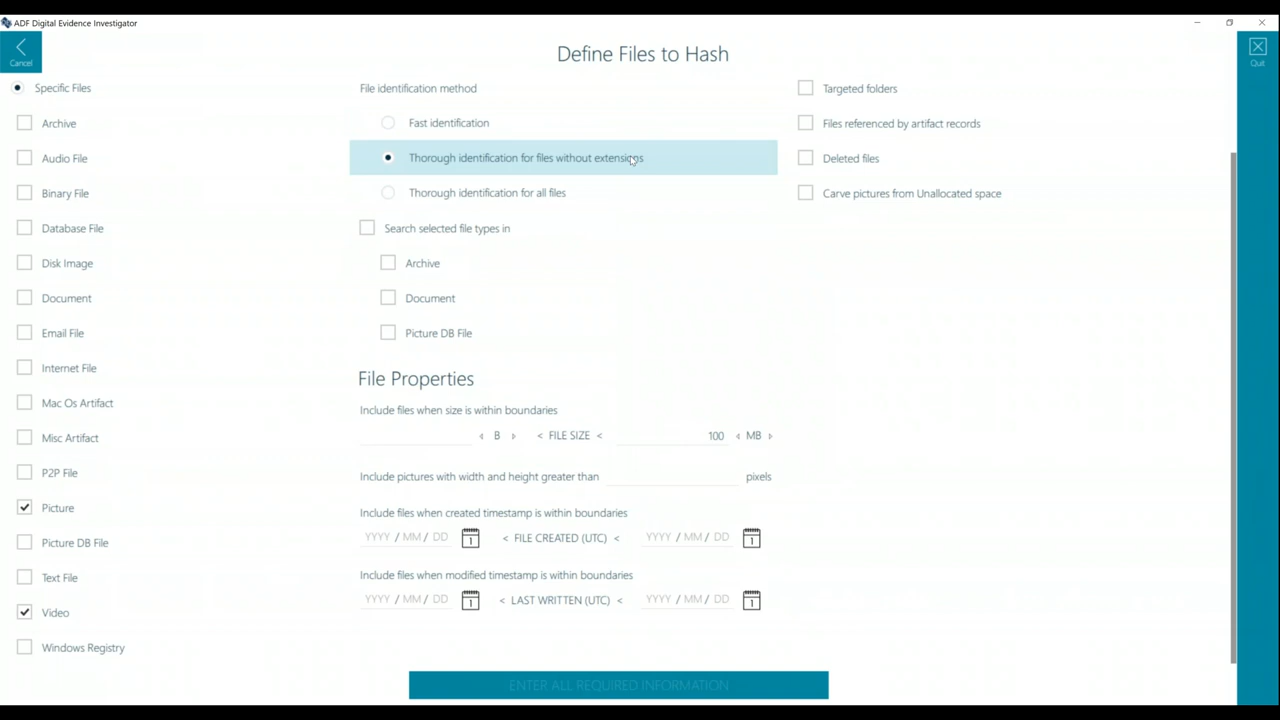 ADF Digital Evidence Investigator
Cancel
Define Files to Hash
Quit
Specific Files
Archive
Audio File
Binary File
Database File
Disk Image
Document
Email File
Internet File
Mac Os Artifact
Misc Artifact
P2P File
Picture
Picture DB File
Text File
Video
Windows Registry
File identification method
Fast identification
Thorough identification for files without extensions
Thorough identification for all files
Search selected file types in
Archive
Document
Picture DB File
File Properties
Include files when size is within boundaries
B < FILE SIZE < 100 MB
Include pictures with width and height greater than pixels
Include files when created timestamp is within boundaries
YYYY / MM / DD 1 < FILE CREATED (UTC) < YYYY / MM / DD 1
Include files when modified timestamp is within boundaries
YYYY / MM / DD 1 < LAST WRITTEN (UTC) < YYYY / MM / DD 1
Targeted folders
Files referenced by artifact records
Deleted files
Carve pictures from Unallocated space
ENTER ALL REQUIRED INFORMATION